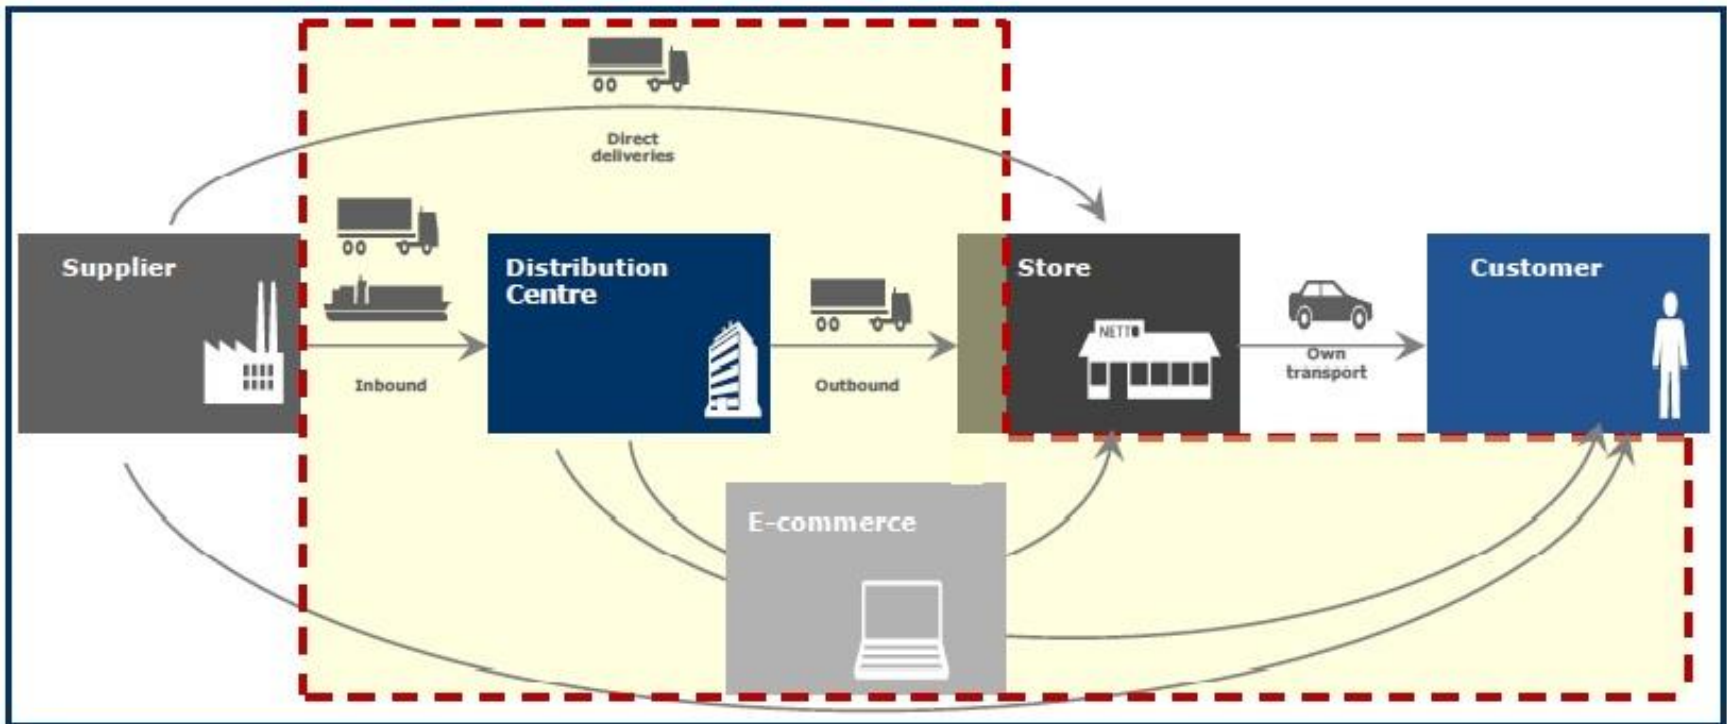 Direct
deliveries
Supplier
Distribution
Centre
Store
Customer
NETTO
Inbound
Outbound
Own
transport
E-commerce